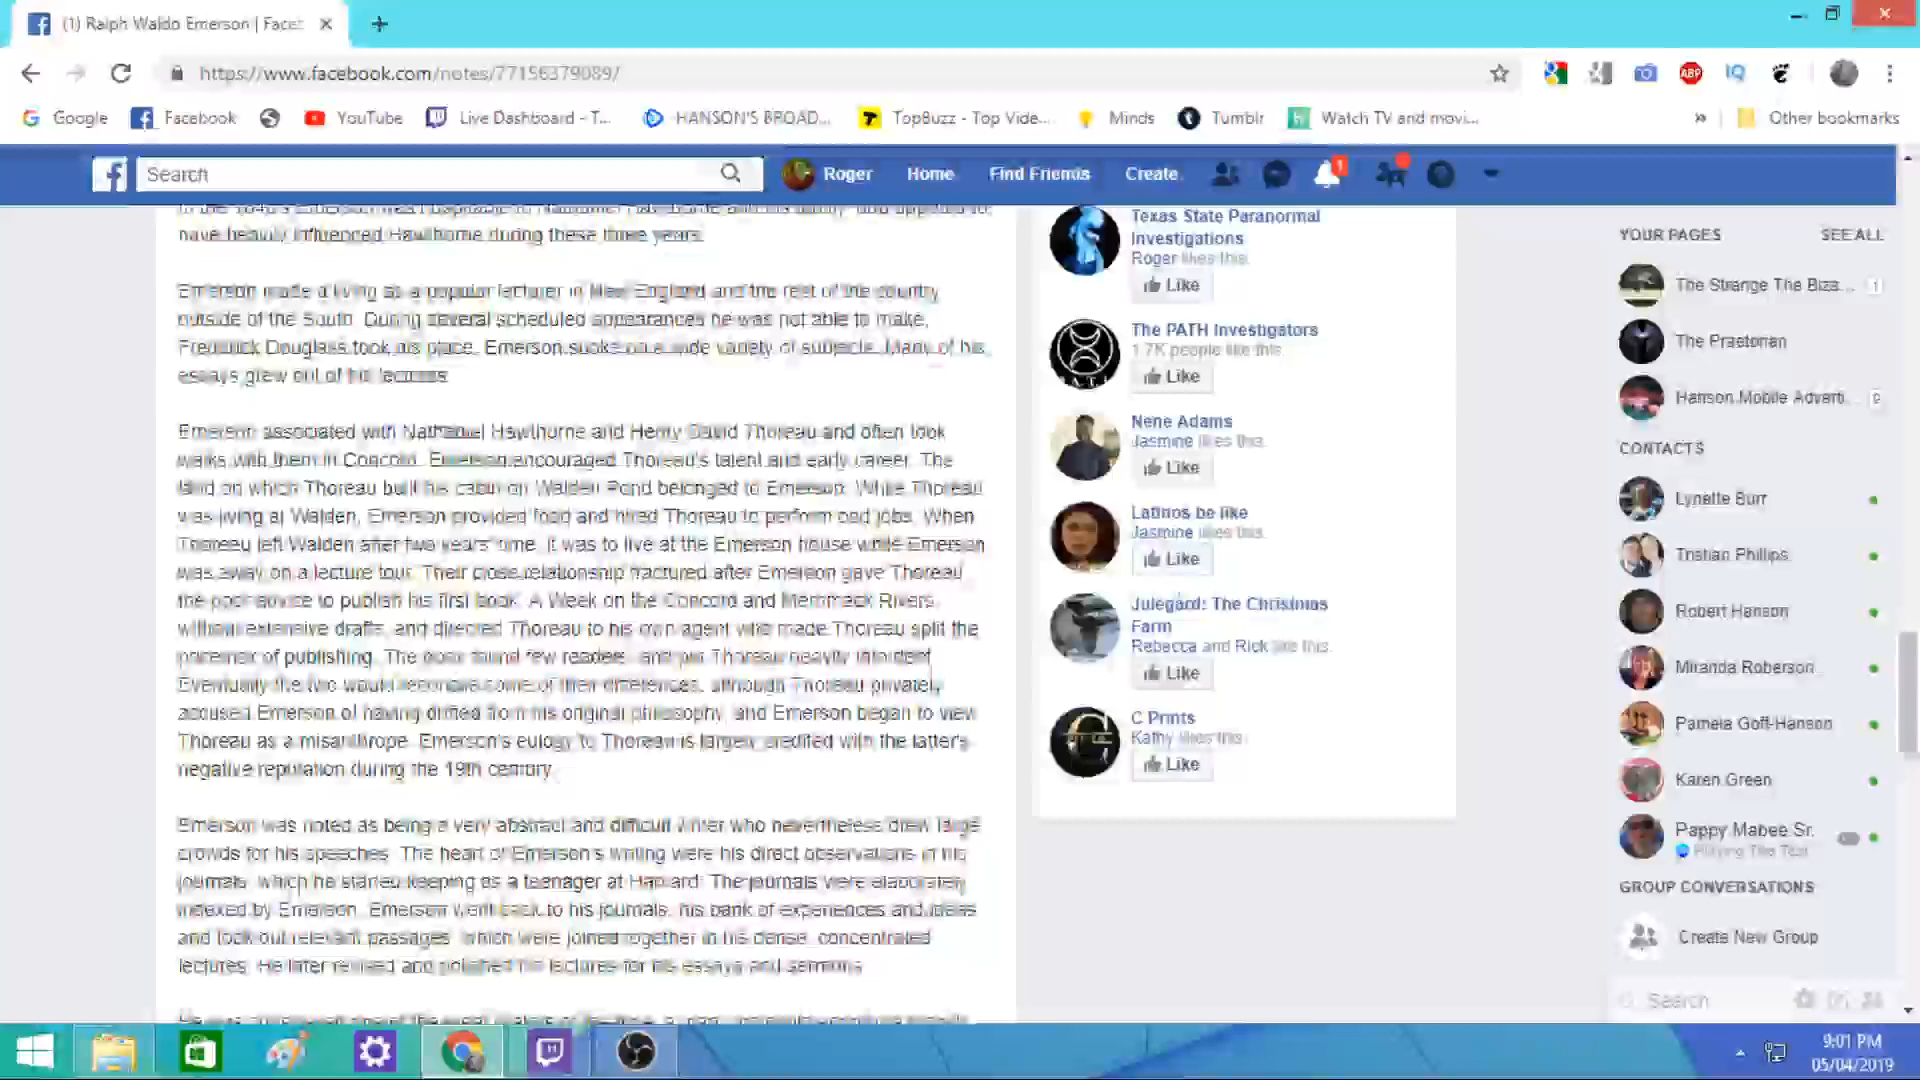 (1) Ralph Waldo Emerson | Faceb
https://www.facebook.com/notes/77156379089/
Google Facebook YouTube Live Dashboard - T... HANSON'S BROAD... TopBuzz - Top Vide... Minds Tumblr Watch TV and movi... » Other bookmarks
Search Roger Home Find Friends Create 1
have heavily influenced Hawthorne during these three years.
Emerson made a living as a popular lecturer in New England and the rest of the country
outside of the South. During several scheduled appearances he was not able to make,
Frederick Douglass took his place. Emerson spoke on a wide variety of subjects. Many of his
essays grew out of his lectures.
Emerson associated with Nathaniel Hawthorne and Henry David Thoreau and often took
walks with them in Concord. Emerson encouraged Thoreau's talent and early career. The
land on which Thoreau built his cabin on Walden Pond belonged to Emerson. While Thoreau
was living at Walden, Emerson provided food and hired Thoreau to perform odd jobs. When
Thoreau left Walden after two years' time, it was to live at the Emerson house while Emerson
was away on a lecture tour. Their close relationship fractured after Emerson gave Thoreau
the poor advice to publish his first book, A Week on the Concord and Merrimack Rivers,
without extensive drafts, and directed Thoreau to his own agent who made Thoreau split the
price/risk of publishing. The book found few readers, and put Thoreau heavily into debt.
Eventually the two would reconcile some of their differences, although Thoreau privately
accused Emerson of having drifted from his original philosophy, and Emerson began to view
Thoreau as a misanthrope. Emerson's eulogy to Thoreau is largely credited with the latter's
negative reputation during the 19th century.
Emerson was noted as being a very abstract and difficult writer who nevertheless drew large
crowds for his speeches. The heart of Emerson's writing were his direct observations in his
journals, which he started keeping as a teenager at Harvard. The journals were elaborately
indexed by Emerson. Emerson went back to his journals, his bank of experiences and ideas
and took out relevant passages, which were joined together in his dense, concentrated
lectures. He later revised and polished his lectures for his essays and sermons.
Texas State Paranormal
Investigations
Roger likes this.
Like
The PATH Investigators
1.7K people like this.
Like
Nene Adams
Jasmine likes this.
Like
Latinos be like
Jasmine likes this.
Like
Julegård: The Christmas
Farm
Rebecca and Rick like this.
Like
C Prints
Kathy likes this.
Like
YOUR PAGES SEE ALL
The Strange The Biza... 1
The Praetorian
Hanson Mobile Adverti... 9
CONTACTS
Lynette Burr
Tristian Phillips
Robert Hanson
Miranda Roberson
Pamela Goff-Hanson
Karen Green
Pappy Mabee Sr.
GROUP CONVERSATIONS
Create New Group
Search
9:01 PM
05/04/2019